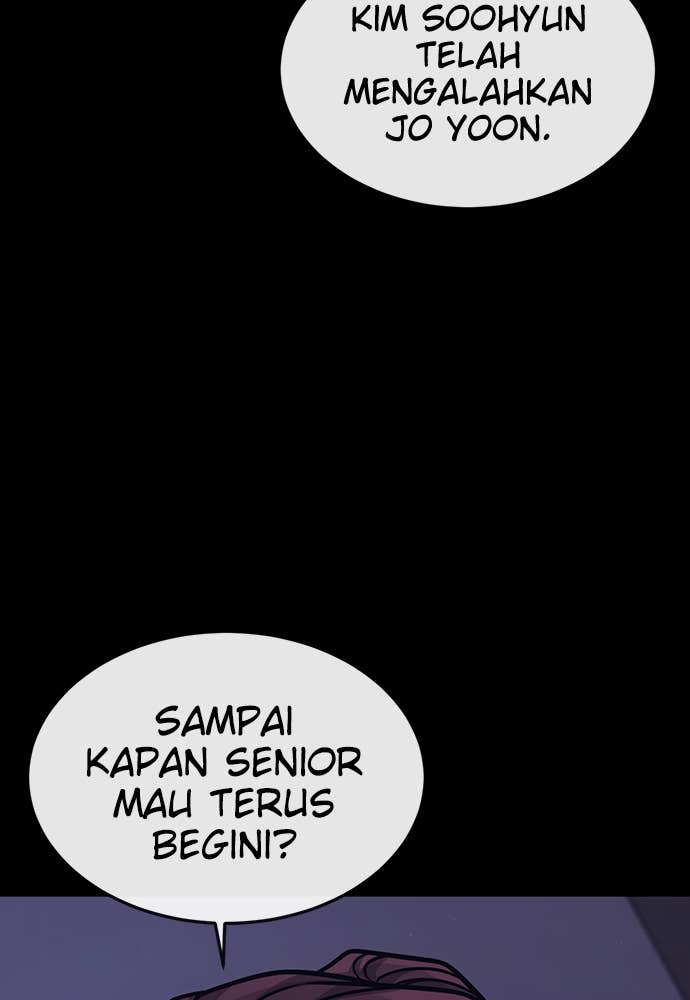 KIM SOOHYUN
TELAH
MENGALAHKAN
JO YOON.
SAMPAI
KAPAN SENIOR
MAU TERUS
BEGINI?